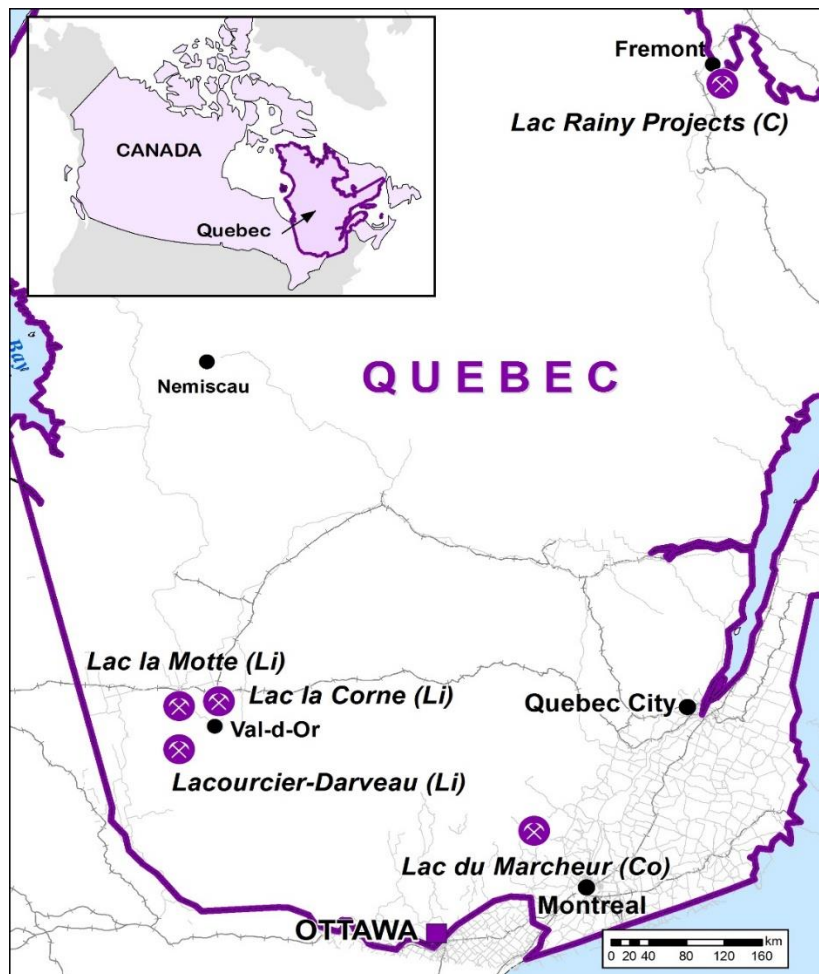 Fremont
Lac Rainy Projects (C)
CANADA
Quebec
Bay
QUEBEC
Nemiscau
Lac la Motte (Li)
Lac la Corne (Li)
Val-d-Or
Quebec City
Lacourcier-Darveau (Li)
Lac du Marcheur (Co)
Montreal
OTTAWA
km
0 20 40 80 120 160